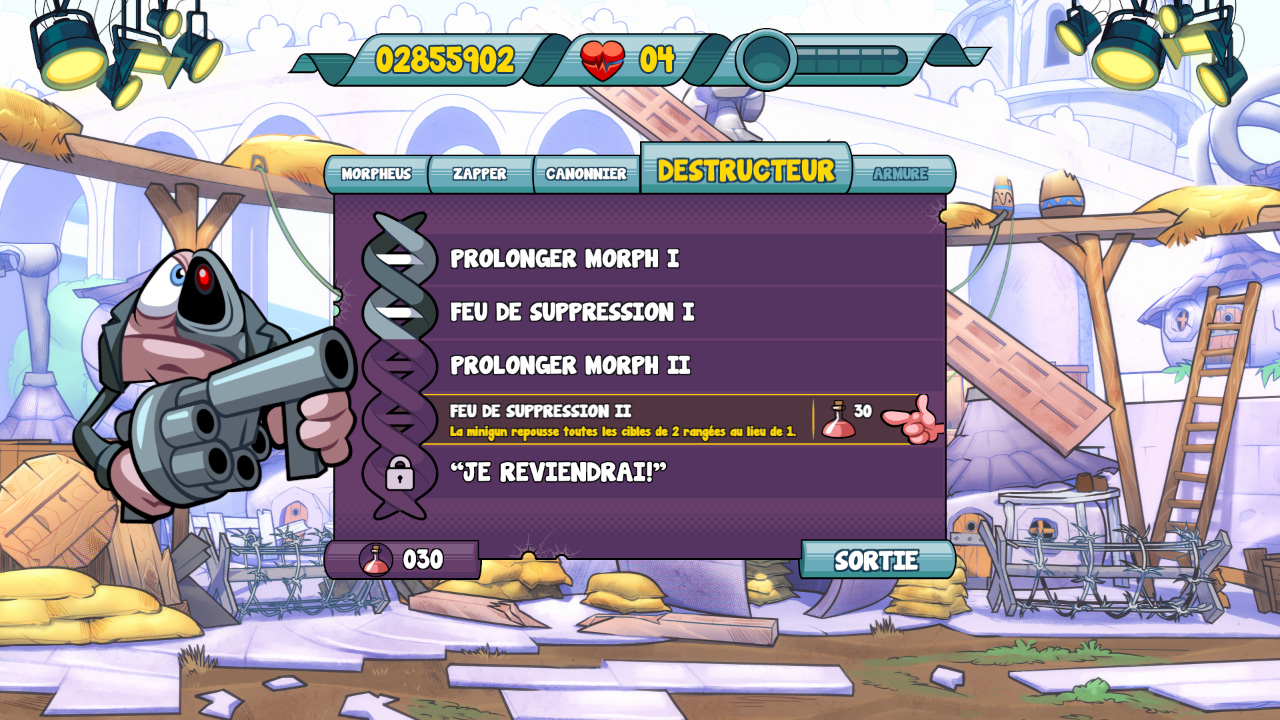 02855902 04
MORPHEUS ZAPPER CANONNIER DESTRUCTEUR ARMURE
PROLONGER MORPH I
FEU DE SUPPRESSION I
PROLONGER MORPH II
FEU DE SUPPRESSION II 30
La minigun repousse toutes les cibles de 2 rangées au lieu de 1.
“JE REVIENDRAI!”
030 SORTIE